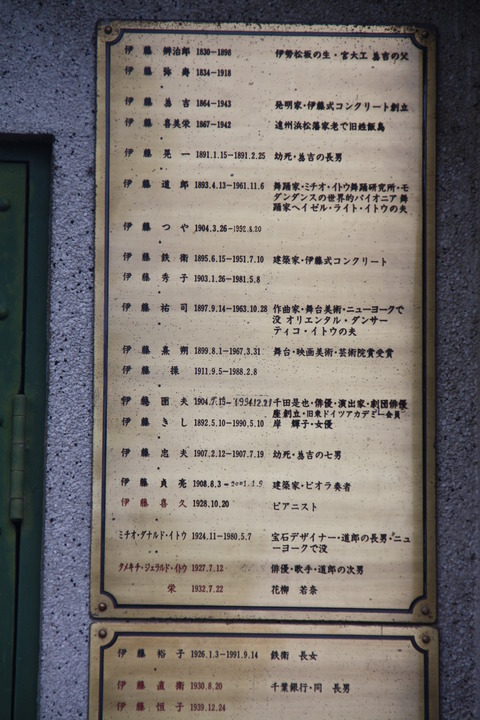 伊藤 辨治郎 1830-1898 伊勢松坂の生・宮大工 為吉の父
伊藤 弥寿 1834-1918
伊藤 為吉 1864-1943 発明家・伊藤式コンクリート創立
伊藤 喜美栄 1867-1942 遠州浜松藩家老で旧姓飯島
伊藤 晃一 1891.1.15-1891.2.25 幼死・為吉の長男
伊藤 道郎 1893.4.13-1961.11.6 舞踊家・ミチオ・イトウ舞踊研究所・モ
ダンダンスの世界的パイオニア 舞
踊家ヘイゼル・ライト・イトウの夫
伊藤 つや 1904.3.26-1992.8.20
伊藤 鉄衛 1895.6.15-1951.7.10 建築家・伊藤式コンクリート
伊藤 秀子 1903.1.26-1981.5.8
伊藤 祐司 1897.9.14-1963.10.28 作曲家・舞台美術・ニューヨークで
没 オリエンタル・ダンサー
ティコ・イトウの夫
伊藤 熹朔 1899.8.1-1967.3.31 舞台・映画美術・芸術院賞受賞
伊藤 操 1911.9.5-1988.2.8
伊藤 圀夫 1904.7.15-1994.12.21 千田是也・俳優・演出家・劇団俳優
座創立・旧東ドイツアカデミー会員
伊藤 きし 1892.5.10-1990.5.10 岸 輝子・女優
伊藤 忠夫 1907.2.12-1907.7.19 幼死・為吉の七男
伊藤 貞亮 1908.8.3-2001.1.9 建築家・ビオラ奏者
伊藤 喜久 1928.10.20 ピアニスト
ミチオ・ダナルド・イトウ 1924.11-1980.5.7 宝石デザイナー・道郎の長男・ニュ
ーヨークで没
タメキチ・ジェラルド・イトウ 1927.7.12 俳優・歌手・道郎の次男
栄 1932.7.22 花柳 若奈
伊藤 裕子 1926.1.3-1991.9.14 鉄衛 長女
伊藤 直衛 1930.8.20 千葉銀行・同 長男
伊藤 恒子 1939.12.24